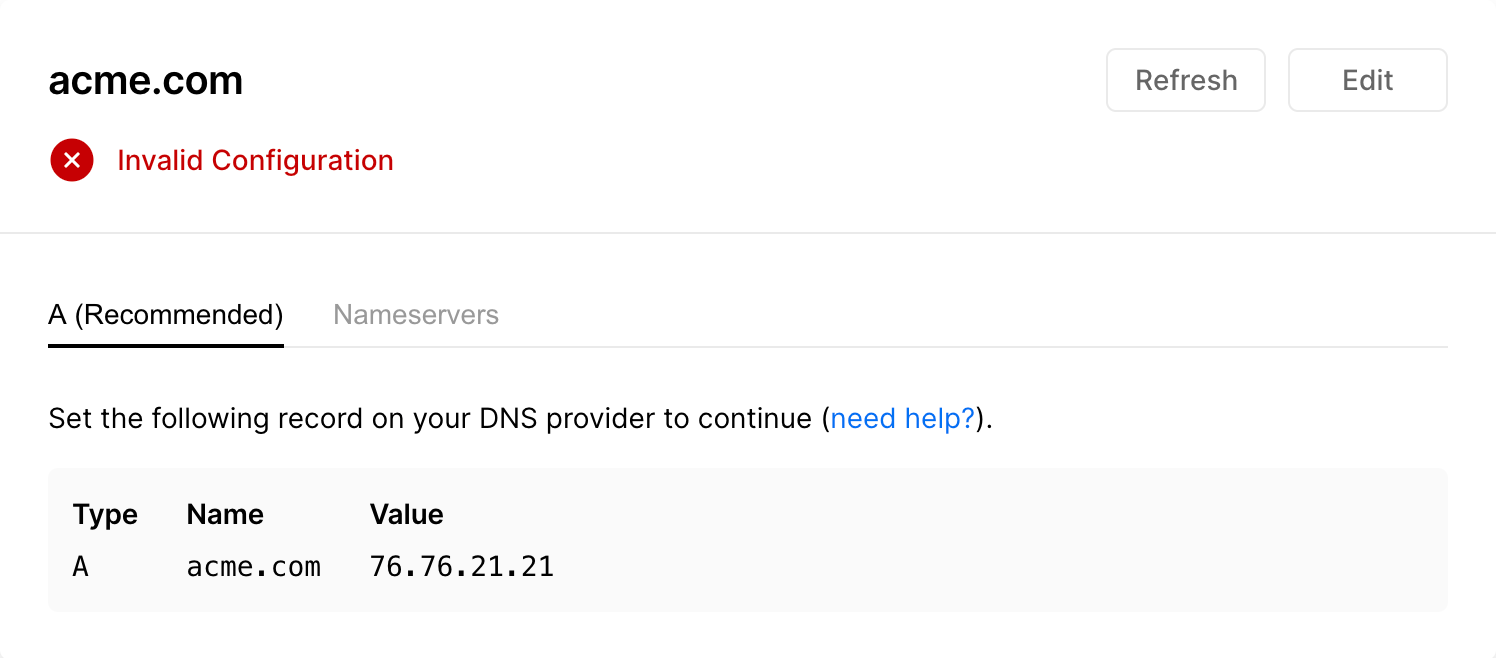 acme.com
Refresh
Edit
Invalid Configuration
A (Recommended)
Nameservers
Set the following record on your DNS provider to continue (need help?).
Type Name Value
A acme.com 76.76.21.21